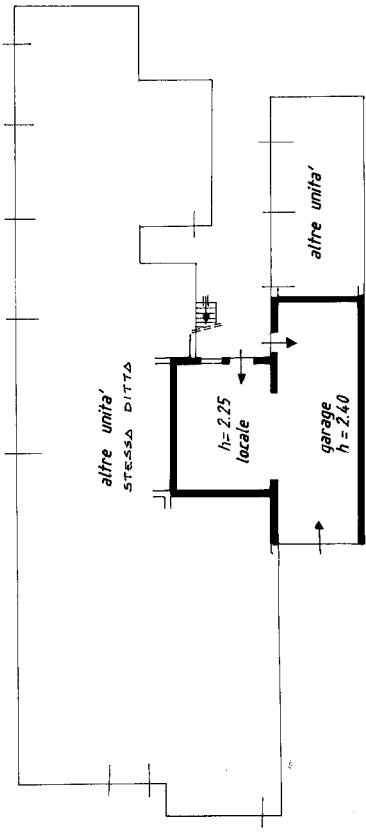 altre unita'
altre unita'
STESSA DITTA
h= 2.25
locale
garage
h = 2.40